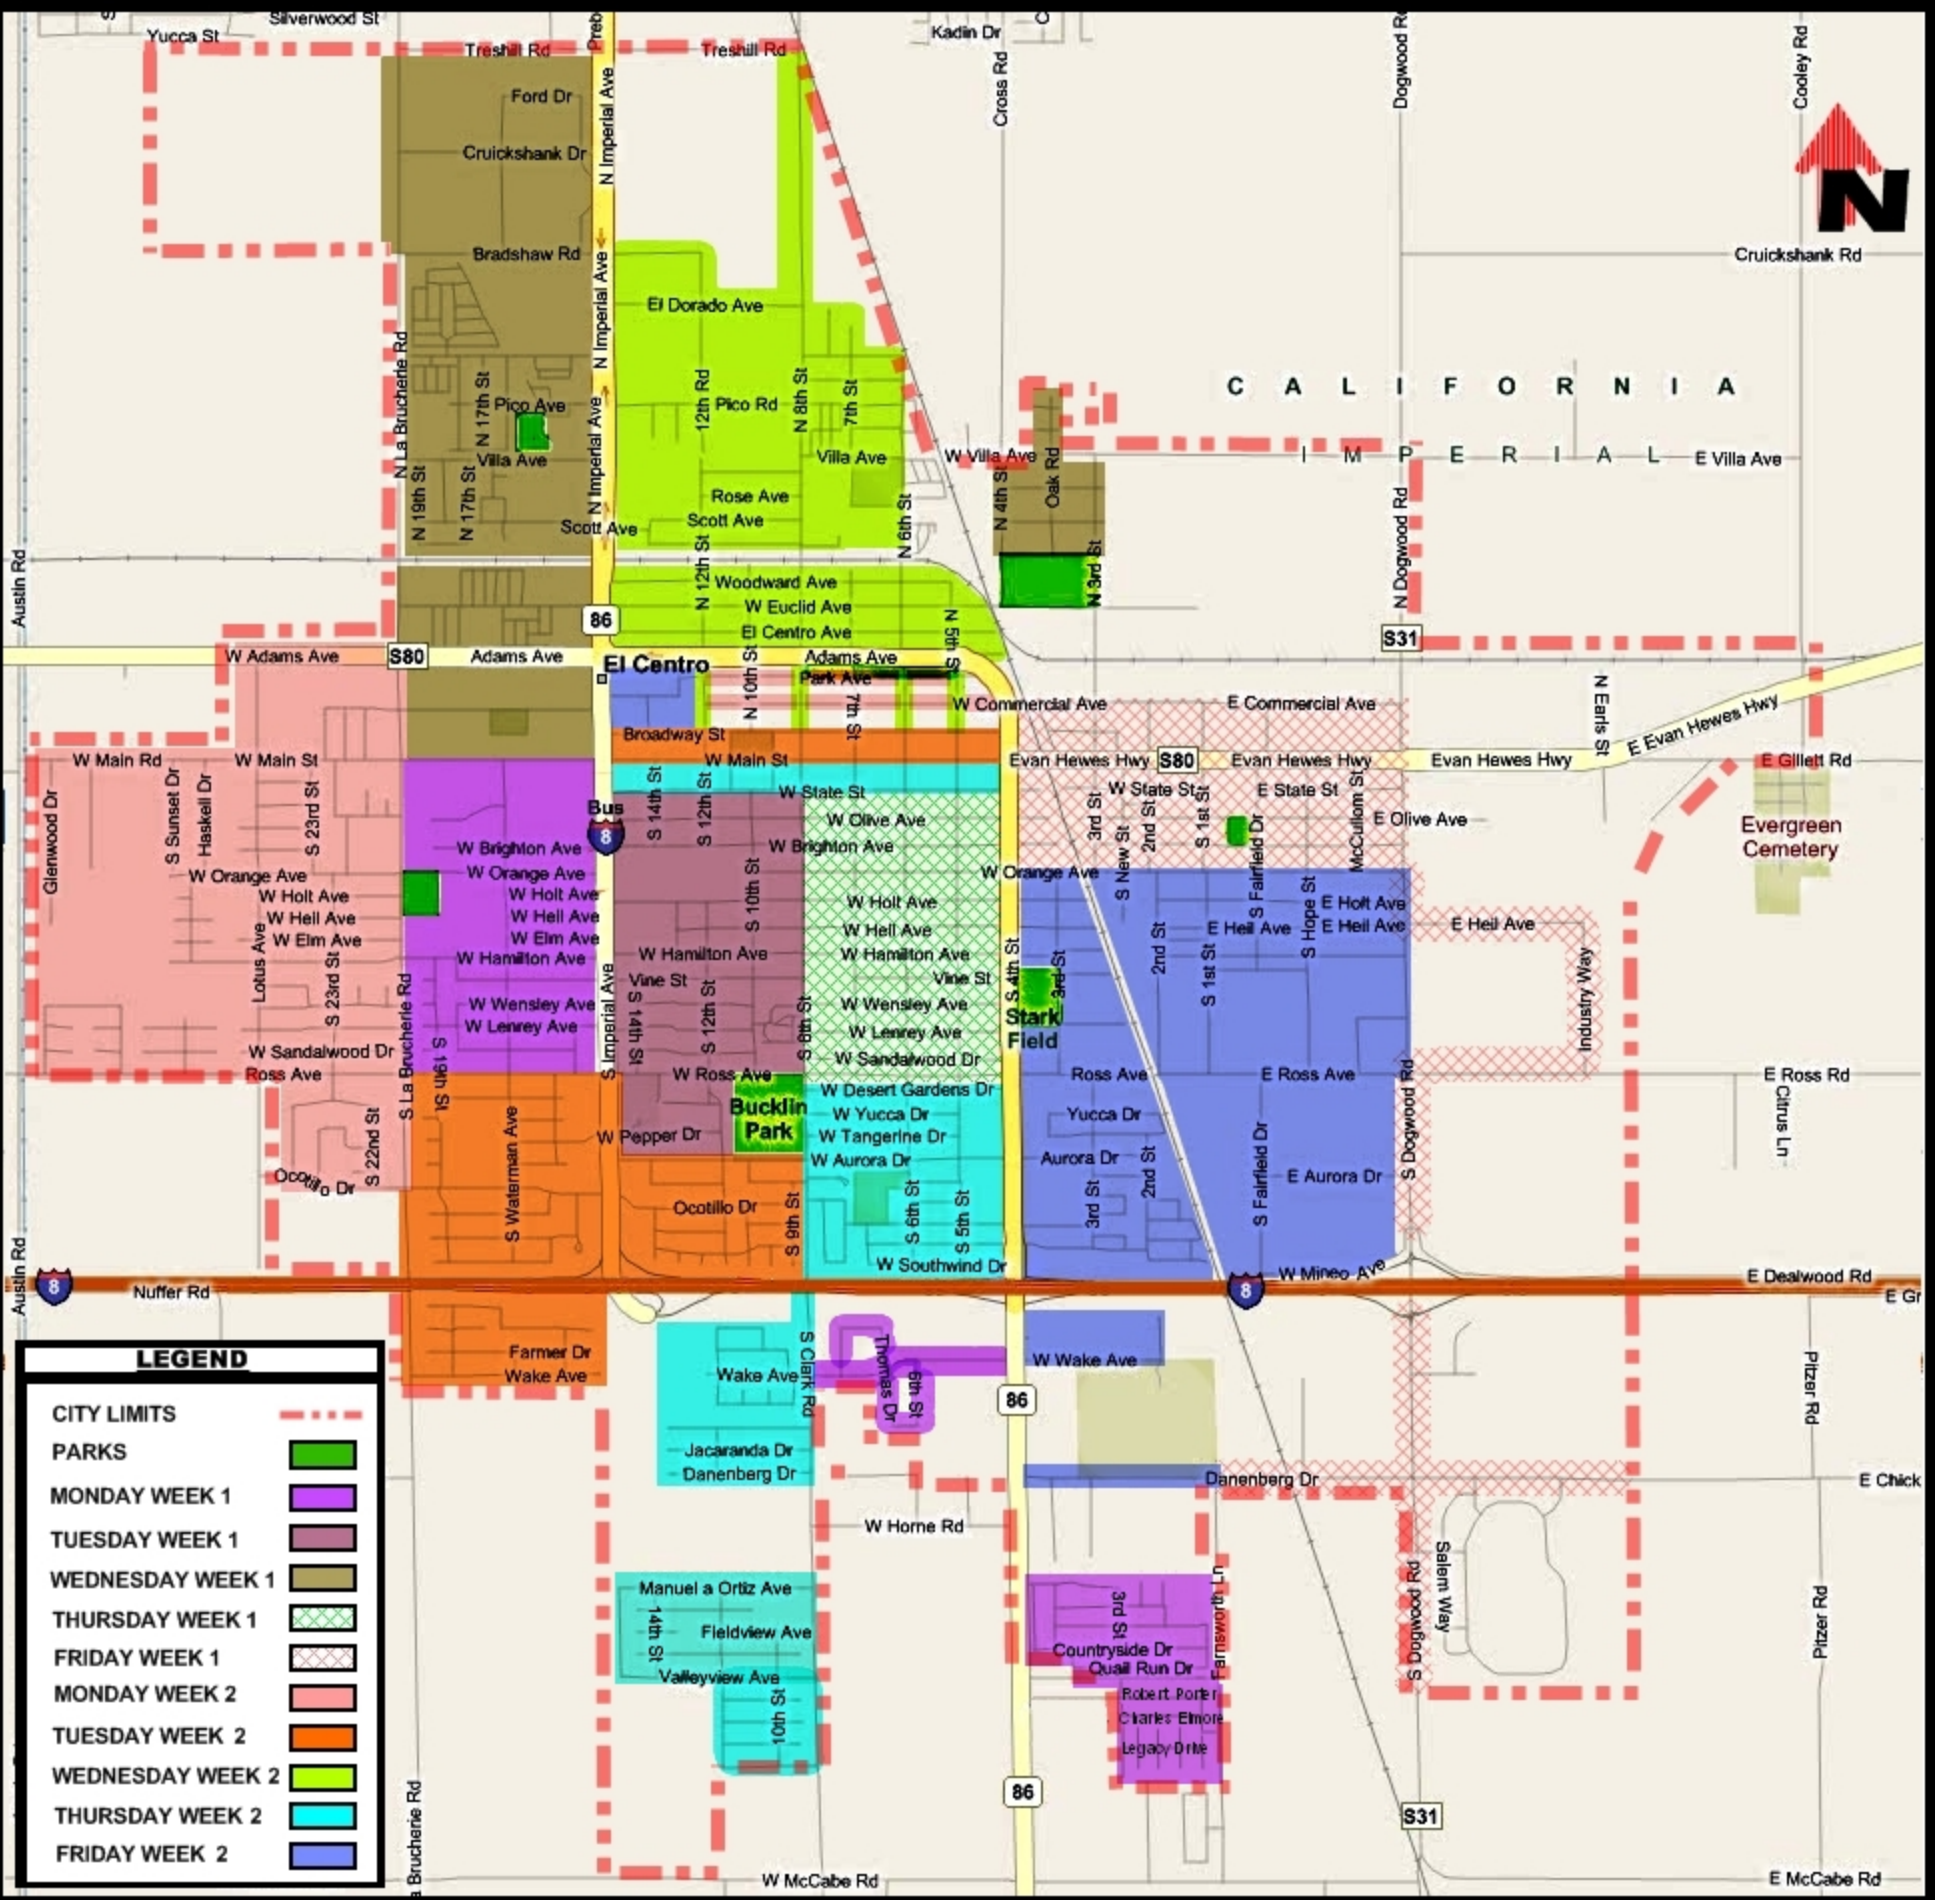 Silverwood St
Yucca St
Kadin Dr
Treshill Rd
Treshill Rd
Cross Rd
Dogwood Rd
Cooley Rd
Ford Dr
N Imperial Ave
Cruickshank Dr
N
Bradshaw Rd
Cruickshank Rd
N Imperial Ave
El Dorado Ave
N La Brucherie Rd
N 17th St
Pico Ave
N Imperial Ave
12th Rd
Pico Rd
N 8th St
7th St
CALIFORNIA
Villa Ave
Villa Ave
W Villa Ave
IMPERIAL
E Villa Ave
N 19th St
N 17th St
Rose Ave
N 4th St
Oak Rd
N Dogwood Rd
Scott Ave
Scott Ave
N 6th St
Austin Rd
N 12th St
Woodward Ave
N 3rd St
W Euclid Ave
86
El Centro Ave
N 5th St
S31
W Adams Ave
S80
Adams Ave
El Centro
Adams Ave
N 10th St
Park Ave
7th St
W Commercial Ave
E Commercial Ave
N Earls St
E Evan Hewes Hwy
Broadway St
W Main Rd
W Main St
W Main St
Evan Hewes Hwy
S80
Evan Hewes Hwy
Evan Hewes Hwy
E Gillett Rd
Glenwood Dr
S Sunset Dr
Haskell Dr
S 23rd St
Bus
8
S 14th St
S 12th St
W State St
W State St
E State St
W Olive Ave
3rd St
S New St
2nd St
S 1st St
S Fairfield Dr
McCullom St
E Olive Ave
Evergreen
Cemetery
W Brighton Ave
W Brighton Ave
W Orange Ave
W Orange Ave
W Orange Ave
W Holt Ave
W Holt Ave
S 10th St
W Holt Ave
S Hope St
E Holt Ave
W Heil Ave
W Heil Ave
W Heil Ave
E Heil Ave
E Heil Ave
E Heil Ave
W Elm Ave
W Elm Ave
Lotus Ave
S 23rd St
W Hamilton Ave
W Hamilton Ave
W Hamilton Ave
S 4th St
3rd St
2nd St
S 1st St
Industry Way
Vine St
Vine St
W Wensley Ave
S Imperial Ave
S 14th St
S 12th St
S 8th St
W Wensley Ave
Stark
Field
W Lenrey Ave
W Lenrey Ave
W Sandalwood Dr
W Sandalwood Dr
Ross Ave
S La Brucherie Rd
S 19th St
W Ross Ave
Ross Ave
E Ross Ave
E Ross Rd
W Desert Gardens Dr
Bucklin
Park
W Yucca Dr
Yucca Dr
S Dogwood Rd
Citrus Ln
S 22nd St
S Waterman Ave
W Pepper Dr
W Tangerine Dr
W Aurora Dr
Aurora Dr
2nd St
3rd St
S Fairfield Dr
E Aurora Dr
Ocotillo Dr
Ocotillo Dr
S 9th St
S 5th St
W Southwind Dr
W Mineo Ave
Austin Rd
8
Nuffer Rd
8
E Dealwood Rd
E Gr
Farmer Dr
Wake Ave
Wake Ave
S Clark Rd
Thomas Dr
6th St
W Wake Ave
86
Pitzer Rd
Jacaranda Dr
Danenberg Dr
Danenberg Dr
E Chick
W Horne Rd
Manuel a Ortiz Ave
14th St
Fieldview Ave
Valleyview Ave
10th St
3rd St
Countryside Dr
Quail Run Dr
Farnsworth Ln
Robert Porter
Charles Elmore
Legacy Drive
S Dogwood Rd
Salem Way
Pitzer Rd
86
S31
W McCabe Rd
E McCabe Rd
a Brucherie Rd
LEGEND
CITY LIMITS
PARKS
MONDAY WEEK 1
TUESDAY WEEK 1
WEDNESDAY WEEK 1
THURSDAY WEEK 1
FRIDAY WEEK 1
MONDAY WEEK 2
TUESDAY WEEK 2
WEDNESDAY WEEK 2
THURSDAY WEEK 2
FRIDAY WEEK 2